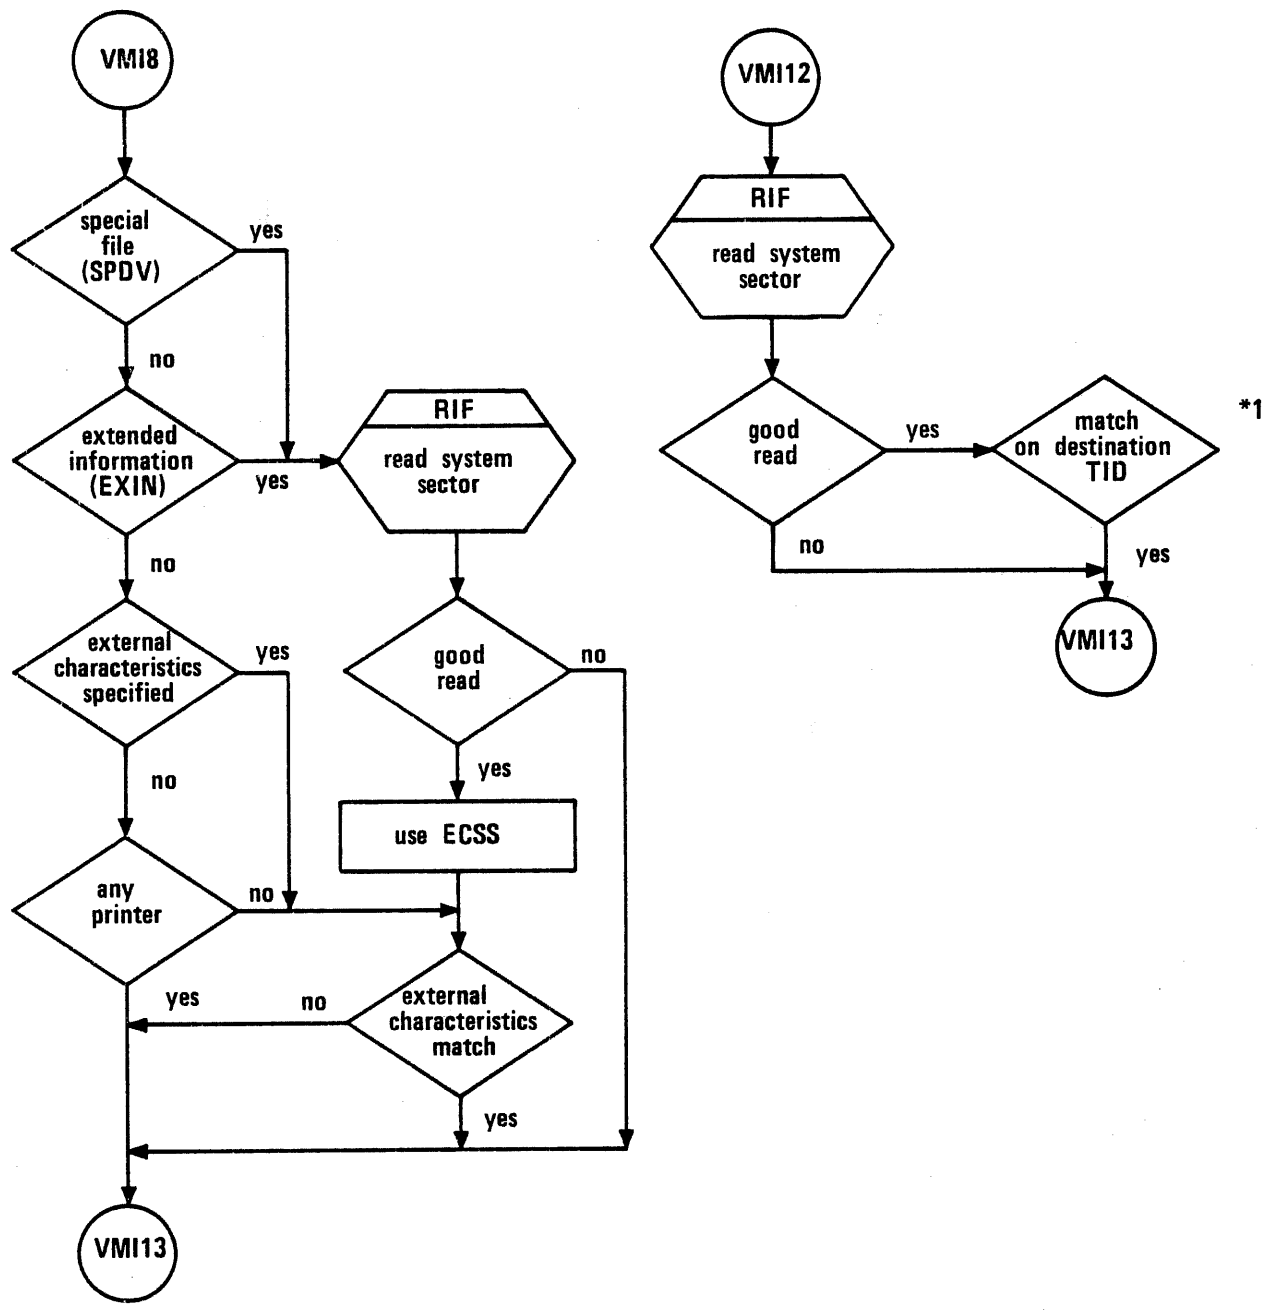 VMI8
special
file
(SPDV)
yes
no
extended
information
(EXIN)
yes
RIF
read system
sector
no
external
characteristics
specified
yes
good
read
no
no
yes
use ECSS
any
printer
no
yes
no
external
characteristics
match
yes
VMI13
VMI12
RIF
read system
sector
good
read
yes
match
on destination
TID
*1
no
yes
VMI13